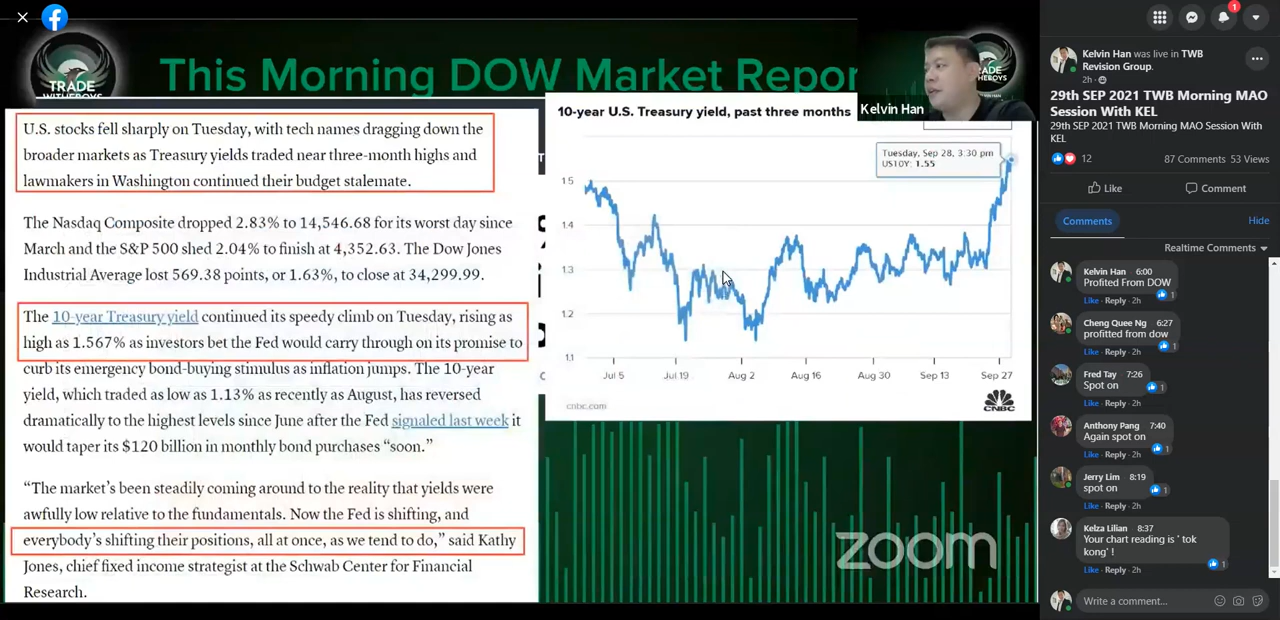 TRADE
WITHEROYS
This Morning DOW Market Repor
ADE
HEROYS
Kelvin Han
U.S. stocks fell sharply on Tuesday, with tech names dragging down the
broader markets as Treasury yields traded near three-month highs and
lawmakers in Washington continued their budget stalemate.
The Nasdaq Composite dropped 2.83% to 14,546.68 for its worst day since
March and the S&P 500 shed 2.04% to finish at 4,352.63. The Dow Jones
Industrial Average lost 569.38 points, or 1.63%, to close at 34,299.99.
The 10-year Treasury yield continued its speedy climb on Tuesday, rising as
high as 1.567% as investors bet the Fed would carry through on its promise to
curb its emergency bond-buying stimulus as inflation jumps. The 10-year
yield, which traded as low as 1.13% as recently as August, has reversed
dramatically to the highest levels since June after the Fed signaled last week it
would taper its $120 billion in monthly bond purchases “soon.”
“The market’s been steadily coming around to the reality that yields were
awfully low relative to the fundamentals. Now the Fed is shifting, and
everybody’s shifting their positions, all at once, as we tend to do,” said Kathy
Jones, chief fixed income strategist at the Schwab Center for Financial
Research.
10-year U.S. Treasury yield, past three months
Tuesday, Sep 28, 3:30 pm
US10Y: 1.55
1.5
1.4
1.3
1.2
1.1
Jul 5 Jul 19 Aug 2 Aug 16 Aug 30 Sep 13 Sep 27
cnbc.com
CNBC
zoom
1
Kelvin Han was live in TWB
Revision Group.
2h
29th SEP 2021 TWB Morning MAO
Session With KEL
29th SEP 2021 TWB Morning MAO Session With
KEL
12 87 Comments 53 Views
Like Comment
Comments Hide
Realtime Comments
Kelvin Han 6:00
Profited From DOW
1
Like · Reply · 2h
Cheng Quee Ng 6:27
profitted from dow
1
Like · Reply · 2h
Fred Tay 7:26
Spot on
1
Like · Reply · 2h
Anthony Pang 7:40
Again spot on
1
Like · Reply · 2h
Jerry Lim 8:19
spot on
1
Like · Reply · 2h
Kelza Lilian 8:37
Your chart reading is ' tok
kong' !
1
Like · Reply · 2h
Write a comment...